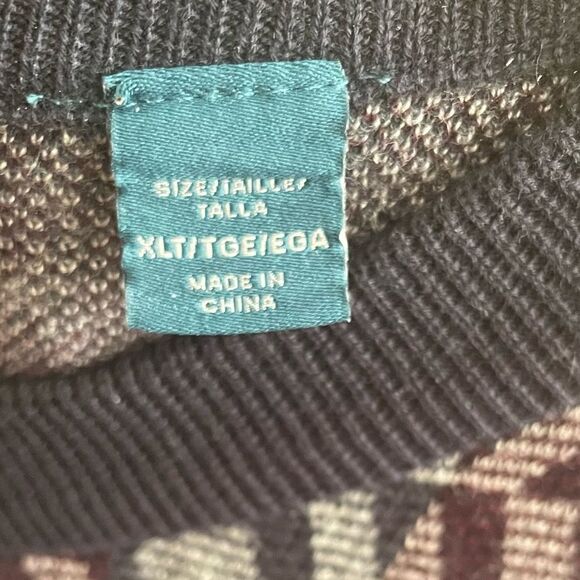 SIZE/TAILLE/
TALLA
XLT/TGE/EGA
MADE IN
CHINA